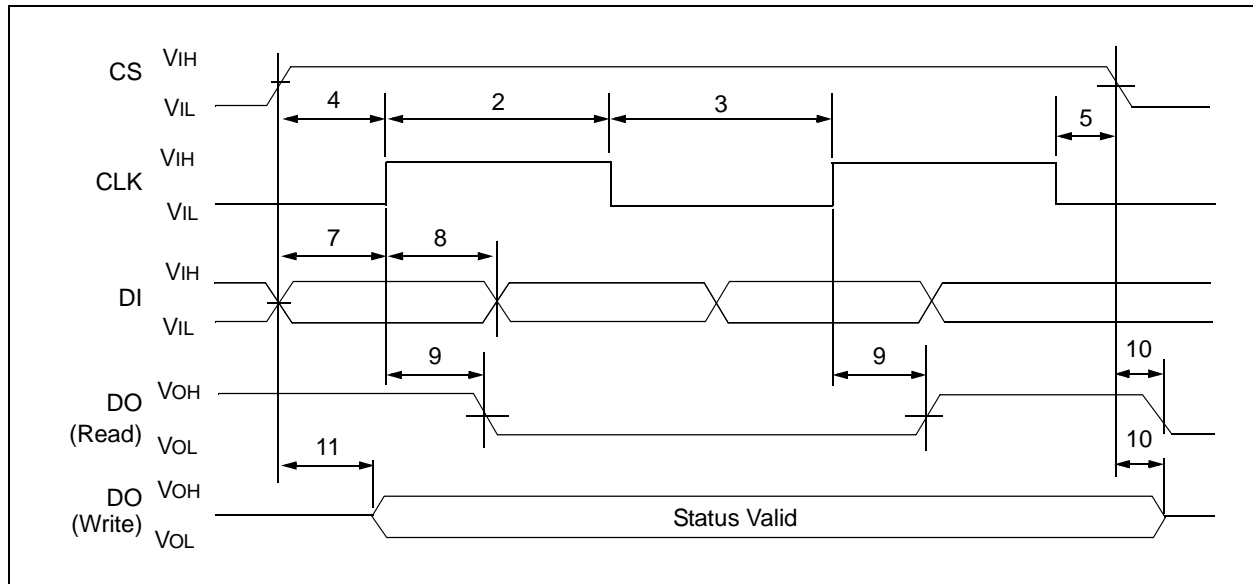 CS VIH
VIL
4 2 3 5
CLK VIH
VIL
7 8
DI VIH
VIL
9 9 10
DO (Read) VOH
VOL
11 10
DO (Write) VOH
Status Valid
VOL